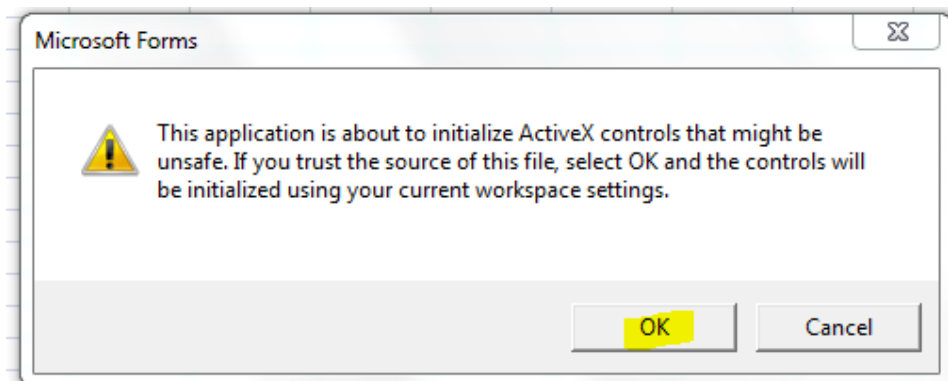 Microsoft Forms
This application is about to initialize ActiveX controls that might be
unsafe. If you trust the source of this file, select OK and the controls will
be initialized using your current workspace settings.
OK Cancel